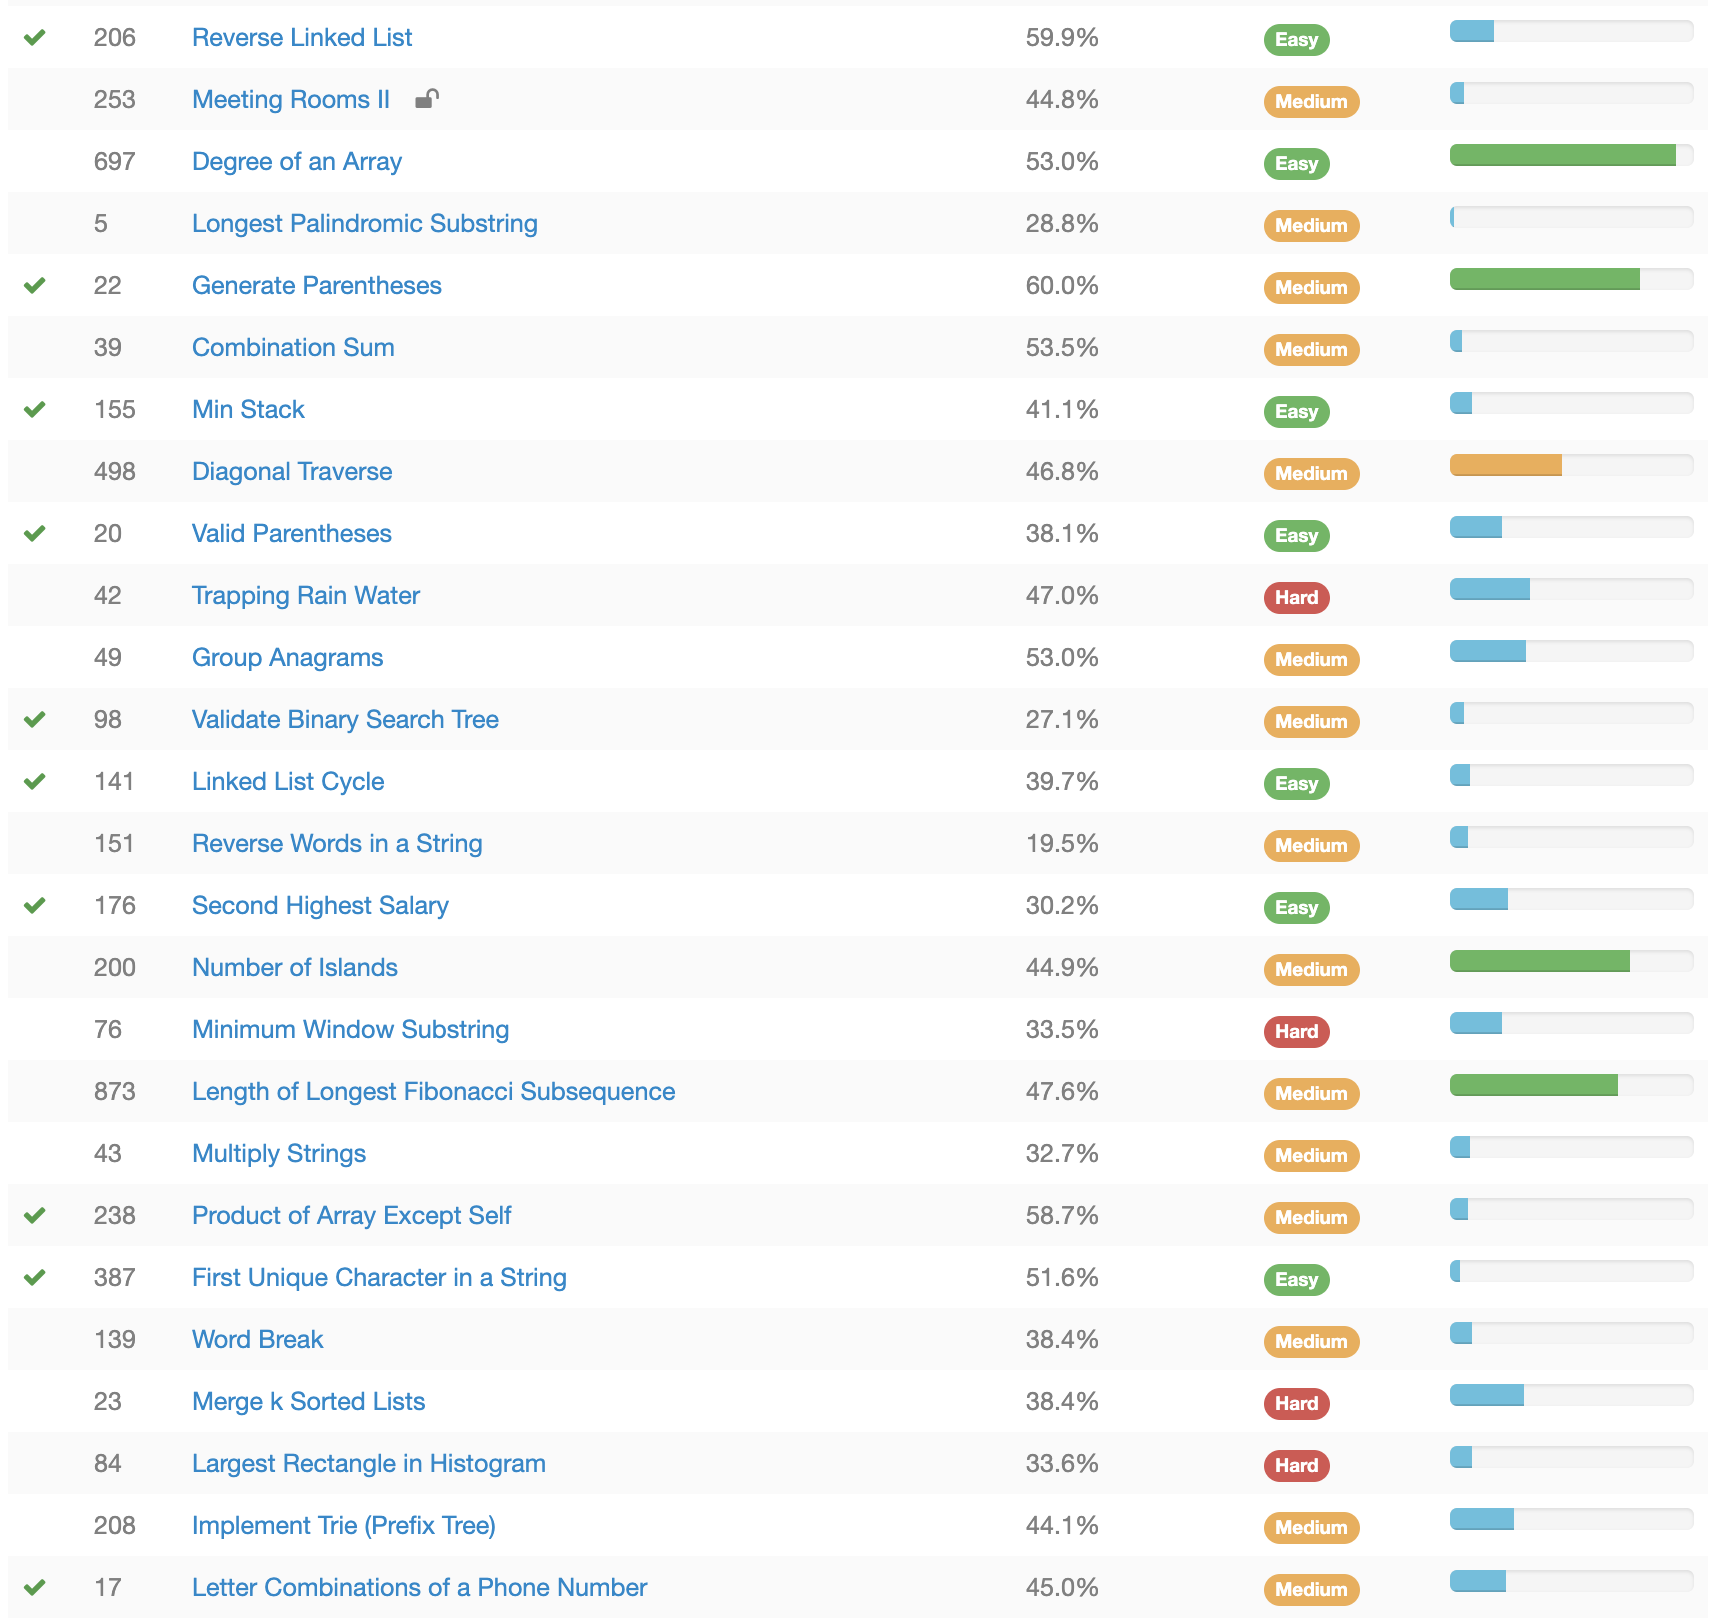 206 Reverse Linked List 59.9% Easy
253 Meeting Rooms II 44.8% Medium
697 Degree of an Array 53.0% Easy
5 Longest Palindromic Substring 28.8% Medium
22 Generate Parentheses 60.0% Medium
39 Combination Sum 53.5% Medium
155 Min Stack 41.1% Easy
498 Diagonal Traverse 46.8% Medium
20 Valid Parentheses 38.1% Easy
42 Trapping Rain Water 47.0% Hard
49 Group Anagrams 53.0% Medium
98 Validate Binary Search Tree 27.1% Medium
141 Linked List Cycle 39.7% Easy
151 Reverse Words in a String 19.5% Medium
176 Second Highest Salary 30.2% Easy
200 Number of Islands 44.9% Medium
76 Minimum Window Substring 33.5% Hard
873 Length of Longest Fibonacci Subsequence 47.6% Medium
43 Multiply Strings 32.7% Medium
238 Product of Array Except Self 58.7% Medium
387 First Unique Character in a String 51.6% Easy
139 Word Break 38.4% Medium
23 Merge k Sorted Lists 38.4% Hard
84 Largest Rectangle in Histogram 33.6% Hard
208 Implement Trie (Prefix Tree) 44.1% Medium
17 Letter Combinations of a Phone Number 45.0% Medium